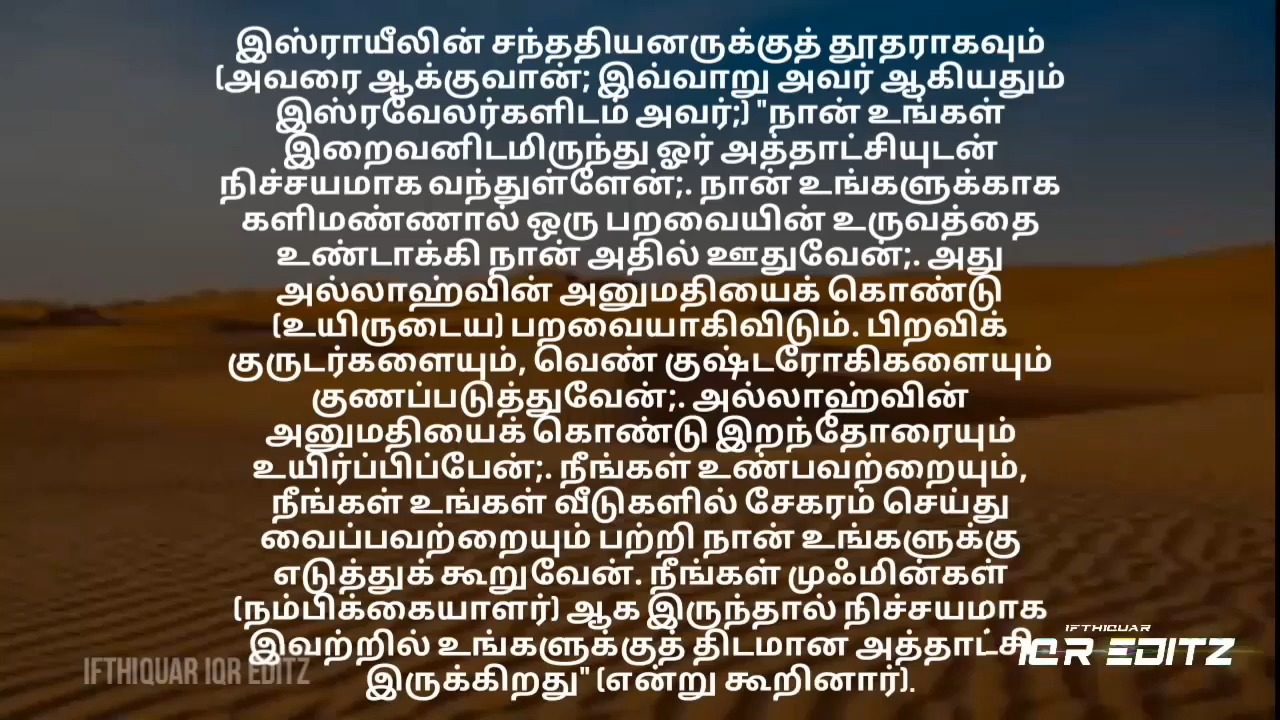 இஸ்ராயீலின் சந்ததியனருக்குத் தூதராகவும்
(அவரை ஆக்குவான்; இவ்வாறு அவர் ஆகியதும்
இஸ்ரவேலர்களிடம் அவர்;) "நான் உங்கள்
இறைவனிடமிருந்து ஓர் அத்தாட்சியுடன்
நிச்சயமாக வந்துள்ளேன்;. நான் உங்களுக்காக
களிமண்ணால் ஒரு பறவையின் உருவத்தை
உண்டாக்கி நான் அதில் ஊதுவேன்;. அது
அல்லாஹ்வின் அனுமதியைக் கொண்டு
(உயிருடைய) பறவையாகிவிடும். பிறவிக்
குருடர்களையும், வெண் குஷ்டரோகிகளையும்
குணப்படுத்துவேன்;. அல்லாஹ்வின்
அனுமதியைக் கொண்டு இறந்தோரையும்
உயிர்ப்பிப்பேன்;. நீங்கள் உண்பவற்றையும்,
நீங்கள் உங்கள் வீடுகளில் சேகரம் செய்து
வைப்பவற்றையும் பற்றி நான் உங்களுக்கு
எடுத்துக் கூறுவேன். நீங்கள் முஃமின்கள்
(நம்பிக்கையாளர்) ஆக இருந்தால் நிச்சயமாக
இவற்றில் உங்களுக்குத் திடமான அத்தாட்சி
இருக்கிறது" (என்று கூறினார்).
IFTHIQUAR IQR EDITZ
IFTHIQUAR
IQR EDITZ